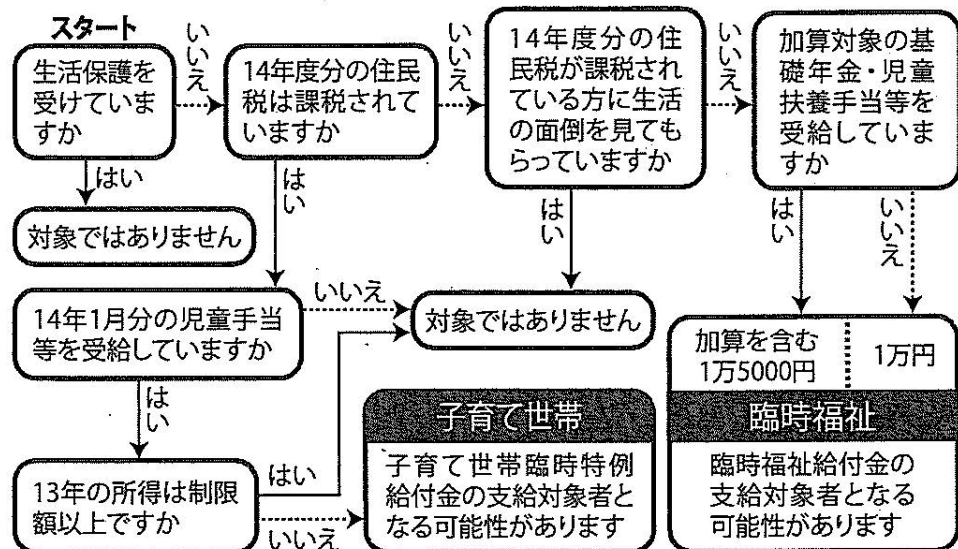 スタート
生活保護を
受けていま
すか
いいえ
14年度分の住民
税は課税されて
いますか
いいえ
14年度分の住
民税が課税され
ている方に生活
の面倒を見ても
らっていますか
いいえ
加算対象の基
礎年金・児童
扶養手当等を
受給していま
すか
はい
対象ではありません
はい
はい
はい
いいえ
14年1月分の児童手当
等を受給していますか
いいえ
対象ではありません
加算を含む
1万5000円
1万円
臨時福祉
臨時福祉給付金の
支給対象者となる
可能性があります
はい
13年の所得は制限
額以上ですか
はい
いいえ
子育て世帯
子育て世帯臨時特例
給付金の支給対象者と
なる可能性があります